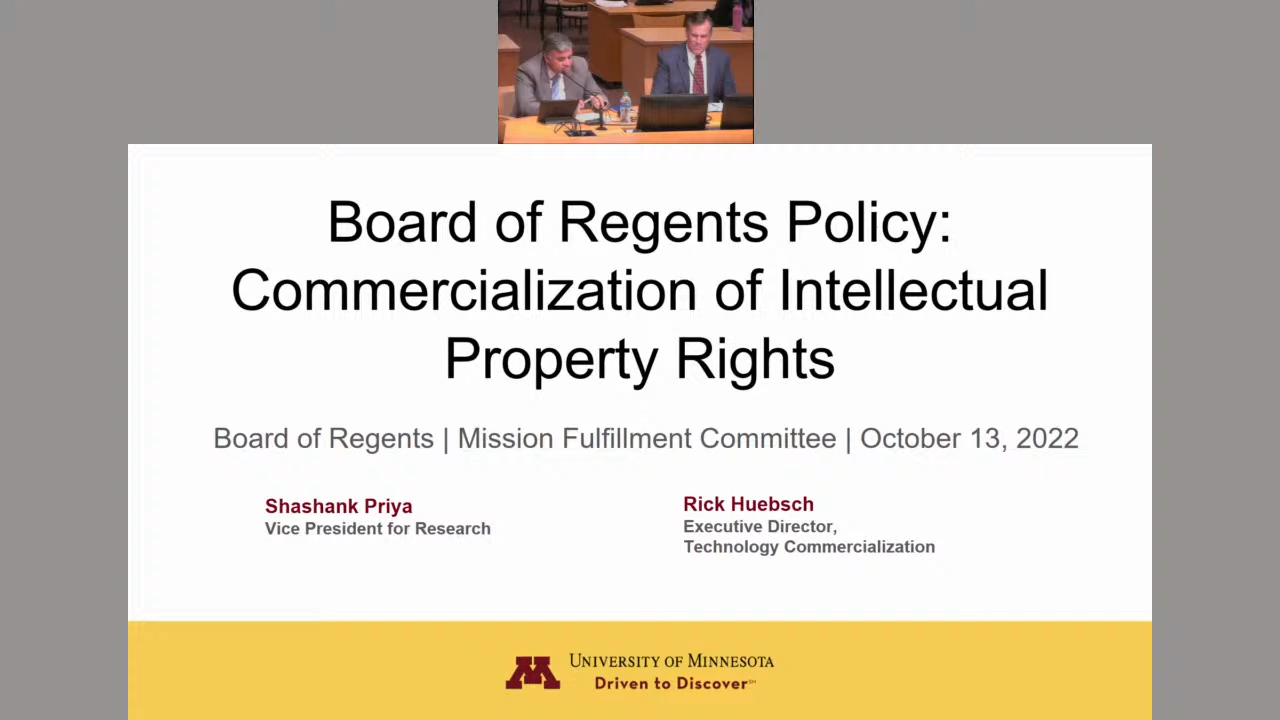 Board of Regents Policy:
Commercialization of Intellectual
Property Rights
Board of Regents | Mission Fulfillment Committee | October 13, 2022
Shashank Priya
Vice President for Research
Rick Huebsch
Executive Director,
Technology Commercialization
M
University of Minnesota
Driven to Discover℠